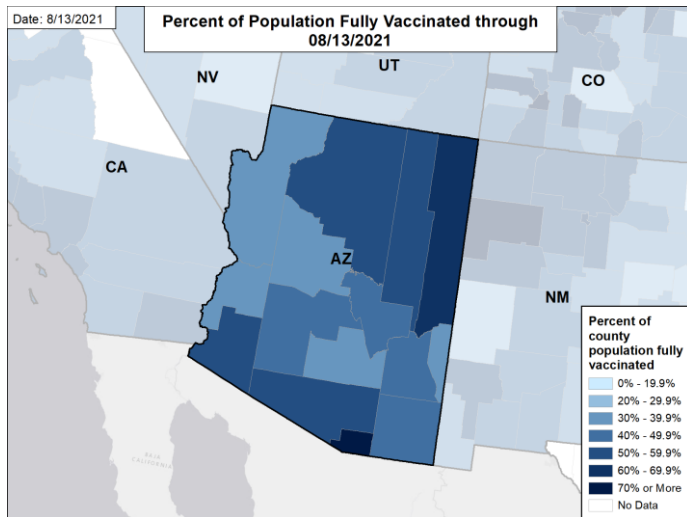 Date: 8/13/2021
Percent of Population Fully Vaccinated through
08/13/2021
NV
UT
CO
CA
AZ
NM
BAJA
CALIFORNIA
Percent of
county
population fully
vaccinated
0% - 19.9%
20% - 29.9%
30% - 39.9%
40% - 49.9%
50% - 59.9%
60% - 69.9%
70% or More
No Data